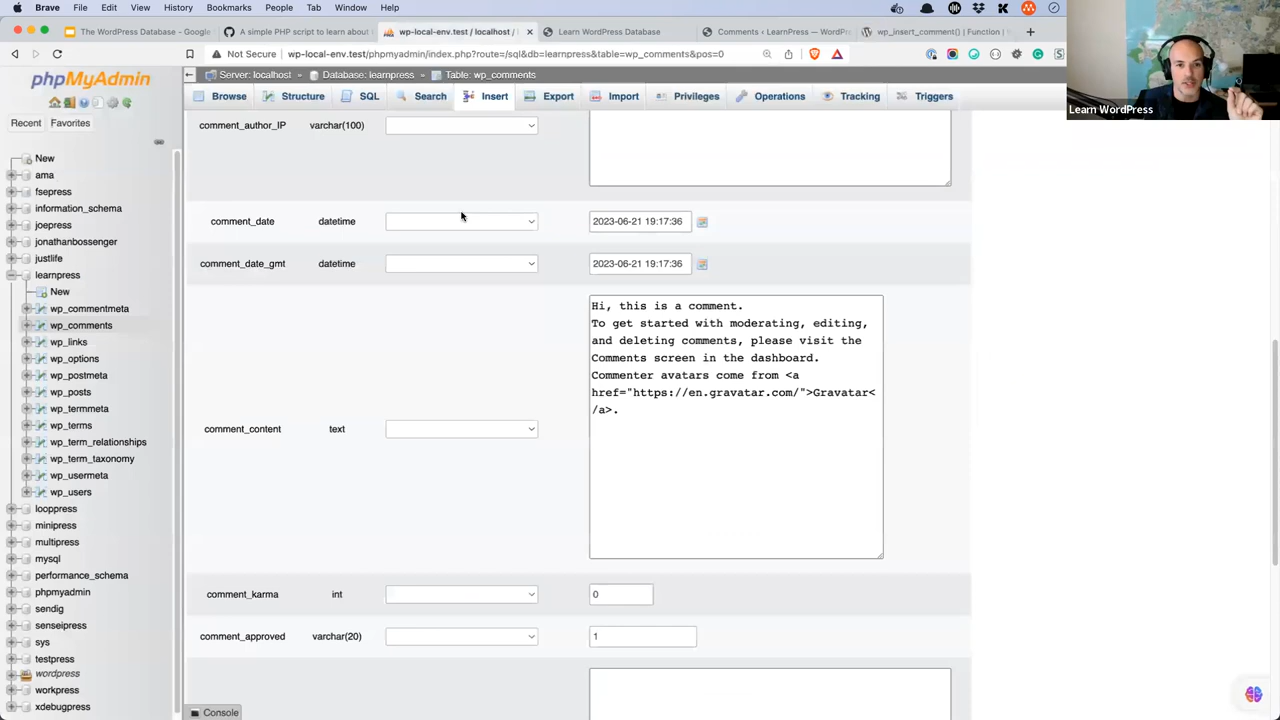 Brave File Edit View History Bookmarks People Tab Window Help
The WordPress Database - Google
A simple PHP script to learn about
wp-local-env.test / localhost /
Learn WordPress Database
Comments ‹ LearnPress — WordPr
wp_insert_comment() | Function
Not Secure wp-local-env.test/phpmyadmin/index.php?route=/sql&db=learnpress&table=wp_comments&pos=0
Learn WordPress
phpMyAdmin
Server: localhost Database: learnpress Table: wp_comments
Browse Structure SQL Search Insert Export Import Privileges Operations Tracking Triggers
Recent Favorites
New
ama
fsepress
information_schema
joepress
jonathanbossenger
justlife
learnpress
New
wp_commentmeta
wp_comments
wp_links
wp_options
wp_postmeta
wp_posts
wp_termmeta
wp_terms
wp_term_relationships
wp_term_taxonomy
wp_usermeta
wp_users
looppress
minipress
multipress
mysql
performance_schema
phpmyadmin
sendig
senseipress
sys
testpress
wordpress
workpress
xdebugpress
comment_author_IP varchar(100)
comment_date datetime 2023-06-21 19:17:36
comment_date_gmt datetime 2023-06-21 19:17:36
comment_content text
Hi, this is a comment.
To get started with moderating, editing,
and deleting comments, please visit the
Comments screen in the dashboard.
Commenter avatars come from <a
href="https://en.gravatar.com/">Gravatar<
/a>.
comment_karma int 0
comment_approved varchar(20) 1
Console